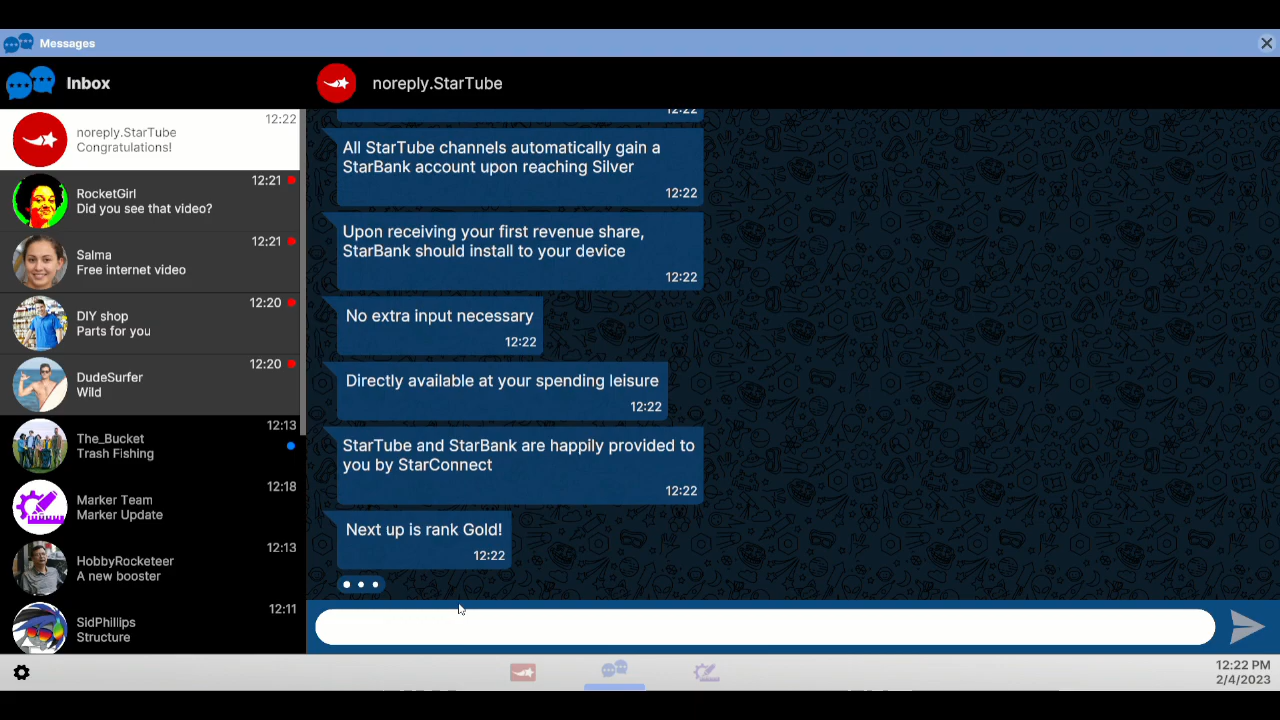 Messages
Inbox
noreply.StarTube
12:22
noreply.StarTube
Congratulations!
12:21
RocketGirl
Did you see that video?
12:21
Salma
Free internet video
12:20
DIY shop
Parts for you
12:20
DudeSurfer
Wild
12:13
The_Bucket
Trash Fishing
12:18
Marker Team
Marker Update
12:13
HobbyRocketeer
A new booster
12:11
SidPhillips
Structure
12:22
All StarTube channels automatically gain a
StarBank account upon reaching Silver
12:22
Upon receiving your first revenue share,
StarBank should install to your device
12:22
No extra input necessary
12:22
Directly available at your spending leisure
12:22
StarTube and StarBank are happily provided to
you by StarConnect
12:22
Next up is rank Gold!
12:22
12:22 PM
2/4/2023